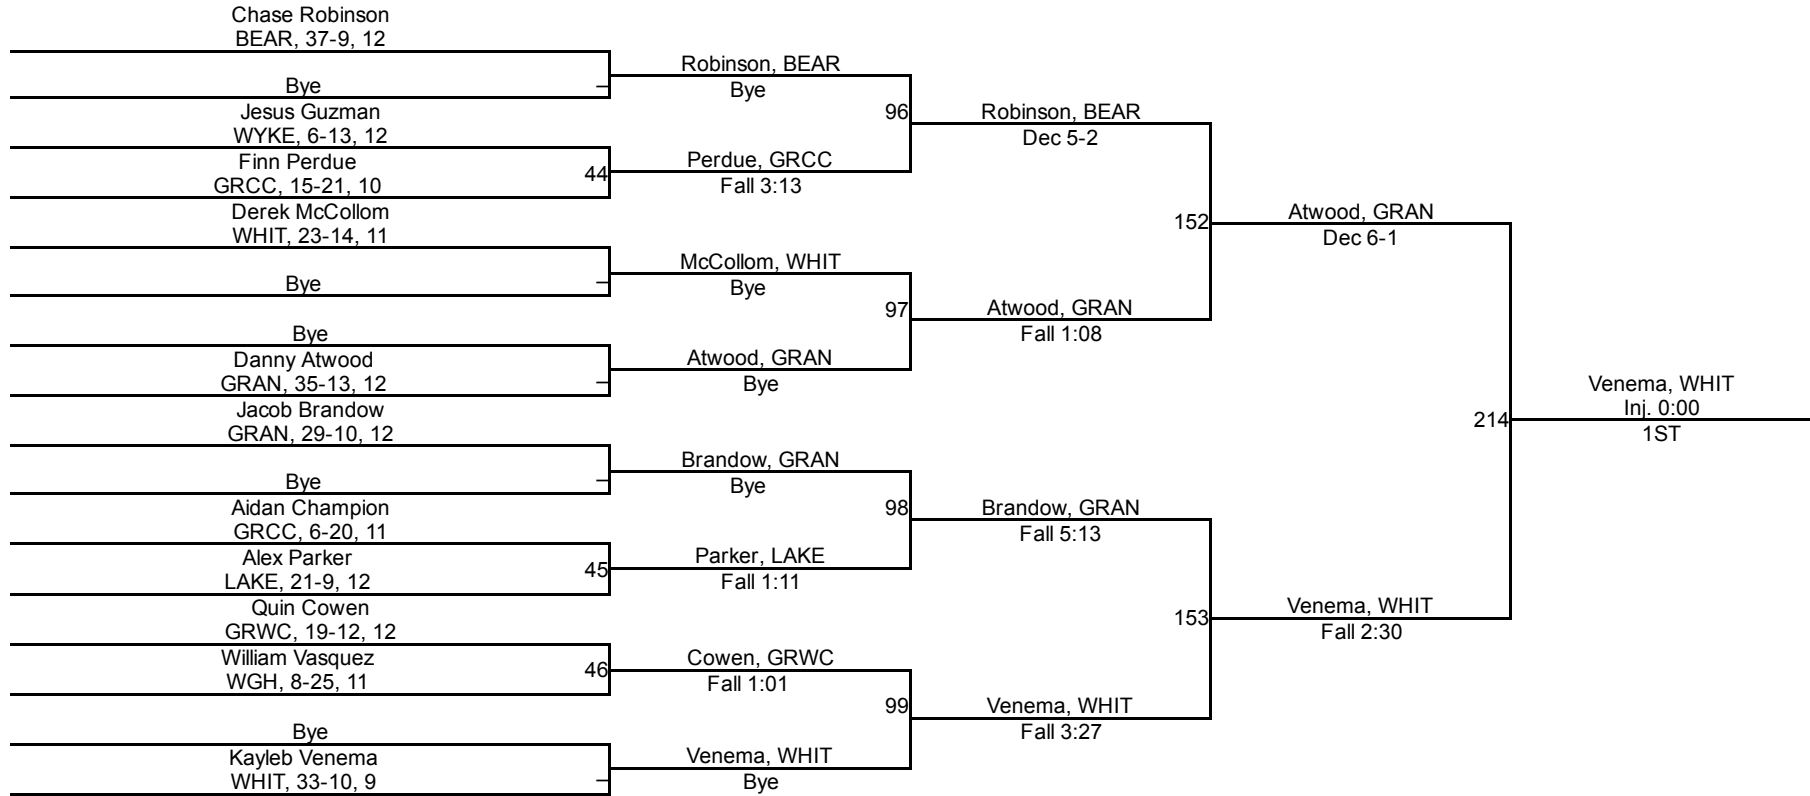 Chase Robinson
BEAR, 37-9, 12
Bye
Jesus Guzman
WYKE, 6-13, 12
Finn Perdue
GRCC, 15-21, 10
44
Derek McCollom
WHIT, 23-14, 11
Bye
Bye
Danny Atwood
GRAN, 35-13, 12
Jacob Brandow
GRAN, 29-10, 12
Bye
Aidan Champion
GRCC, 6-20, 11
Alex Parker
LAKE, 21-9, 12
45
Quin Cowen
GRWC, 19-12, 12
William Vasquez
WGH, 8-25, 11
46
Bye
Kayleb Venema
WHIT, 33-10, 9
Robinson, BEAR
Bye
96
Perdue, GRCC
Fall 3:13
McCollom, WHIT
Bye
97
Atwood, GRAN
Bye
Brandow, GRAN
Bye
98
Parker, LAKE
Fall 1:11
Cowen, GRWC
Fall 1:01
99
Venema, WHIT
Bye
Robinson, BEAR
Dec 5-2
152
Atwood, GRAN
Fall 1:08
Brandow, GRAN
Fall 5:13
153
Venema, WHIT
Fall 3:27
Atwood, GRAN
Dec 6-1
214
Venema, WHIT
Fall 2:30
Venema, WHIT
Inj. 0:00
1ST